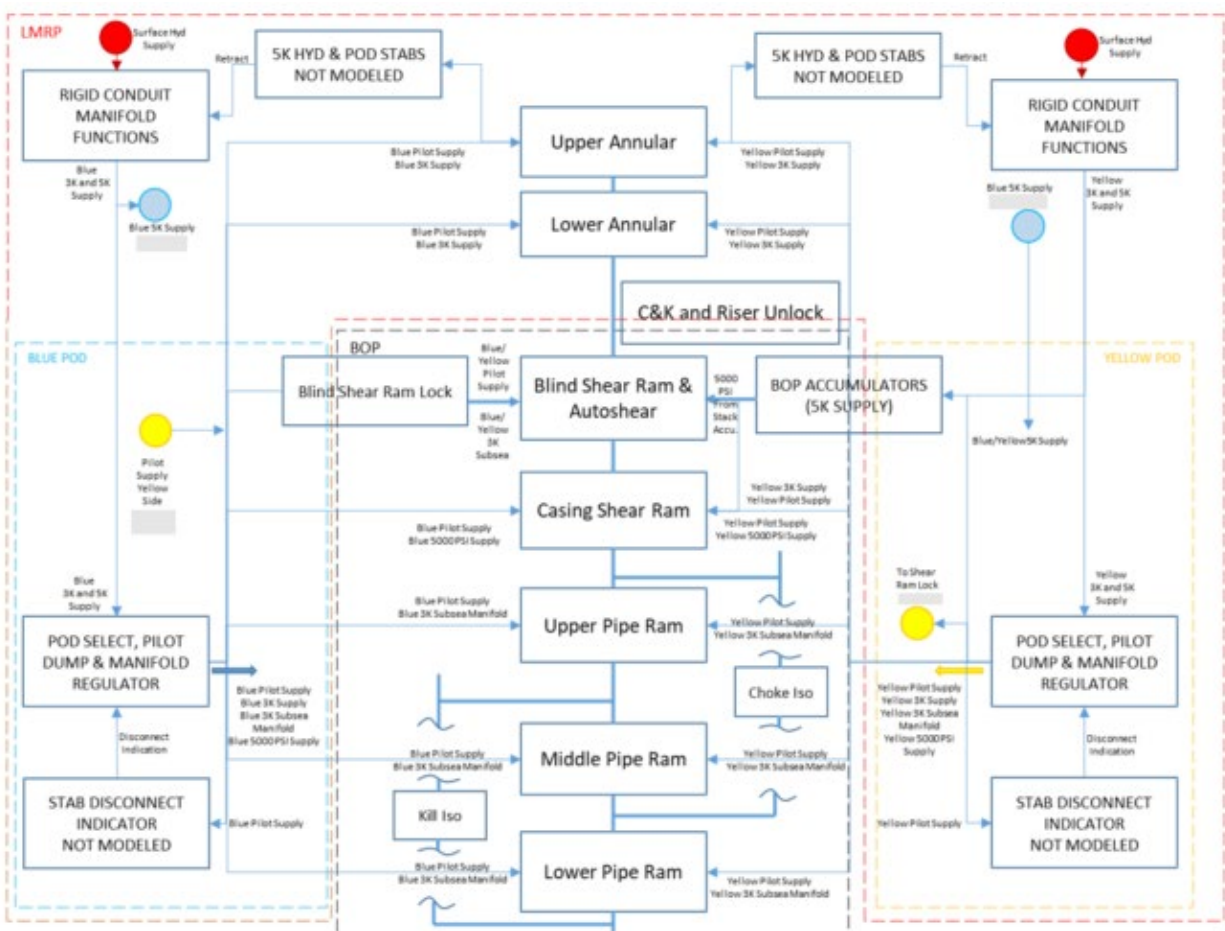 LMRP
Surface Hyd
Supply
Retract
5K HYD & POD STABS
NOT MODELED
5K HYD & POD STABS
NOT MODELED
Retract
Surface Hyd
Supply
RIGID CONDUIT
MANIFOLD
FUNCTIONS
RIGID CONDUIT
MANIFOLD
FUNCTIONS
Blue Pilot Supply
Blue 3K Supply
Upper Annular
Yellow Pilot Supply
Yellow 3K Supply
Blue
3K and 5K
Supply
Blue 5K Supply
Blue 5K Supply
Yellow
3K and 5K
Supply
Blue Pilot Supply
Blue 3K Supply
Lower Annular
Yellow Pilot Supply
Yellow 3K Supply
C&K and Riser Unlock
BLUE POD
BOP
YELLOW POD
Blind Shear Ram Lock
Blue/
Yellow
Pilot
Supply
Blue/
Yellow
3K
Subsea
Blind Shear Ram &
Autoshear
5000
PSI
From
Stack
Accu.
BOP ACCUMULATORS
(5K SUPPLY)
Blue/Yellow5K Supply
Pilot
Supply
Yellow
Side
Casing Shear Ram
Yellow 3K Supply
Yellow Pilot Supply
Blue Pilot Supply
Blue 5000 PSI Supply
Yellow Pilot Supply
Yellow 5000 PSI Supply
Blue
3K and 5K
Supply
To Shear
Ram Lock
Yellow
3K and 5K
Supply
POD SELECT, PILOT
DUMP & MANIFOLD
REGULATOR
Blue Pilot Supply
Blue 3K Subsea Manifold
Upper Pipe Ram
Yellow Pilot Supply
Yellow 3K Subsea Manifold
POD SELECT, PILOT
DUMP & MANIFOLD
REGULATOR
Blue Pilot Supply
Blue 3K Supply
Blue 3K Subsea
Manifold
Blue 5000 PSI Supply
Choke Iso
Yellow Pilot Supply
Yellow 3K Supply
Yellow 3K Subsea
Manifold
Yellow 5000 PSI
Supply
Disconnect
Indication
Disconnect
Indication
Blue Pilot Supply
Blue 3K Subsea Manifold
Middle Pipe Ram
Yellow Pilot Supply
Yellow 3K Subsea Manifold
STAB DISCONNECT
INDICATOR
NOT MODELED
Blue Pilot Supply
Kill Iso
Yellow Pilot Supply
STAB DISCONNECT
INDICATOR
NOT MODELED
Blue Pilot Supply
Blue 3K Subsea Manifold
Lower Pipe Ram
Yellow Pilot Supply
Yellow 3K Subsea Manifold